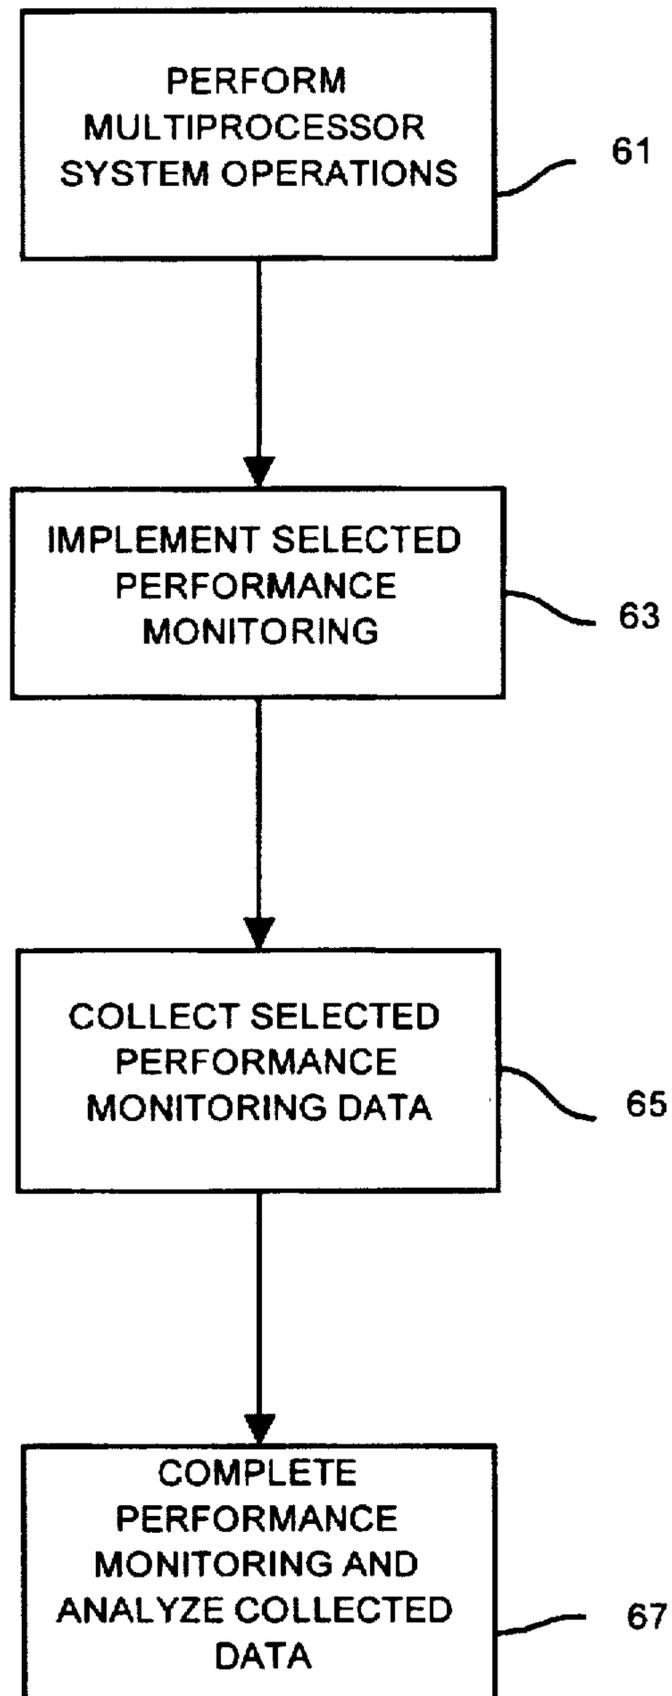 PERFORM
MULTIPROCESSOR
SYSTEM OPERATIONS
61
IMPLEMENT SELECTED
PERFORMANCE
MONITORING
63
COLLECT SELECTED
PERFORMANCE
MONITORING DATA
65
COMPLETE
PERFORMANCE
MONITORING AND
ANALYZE COLLECTED
DATA
67